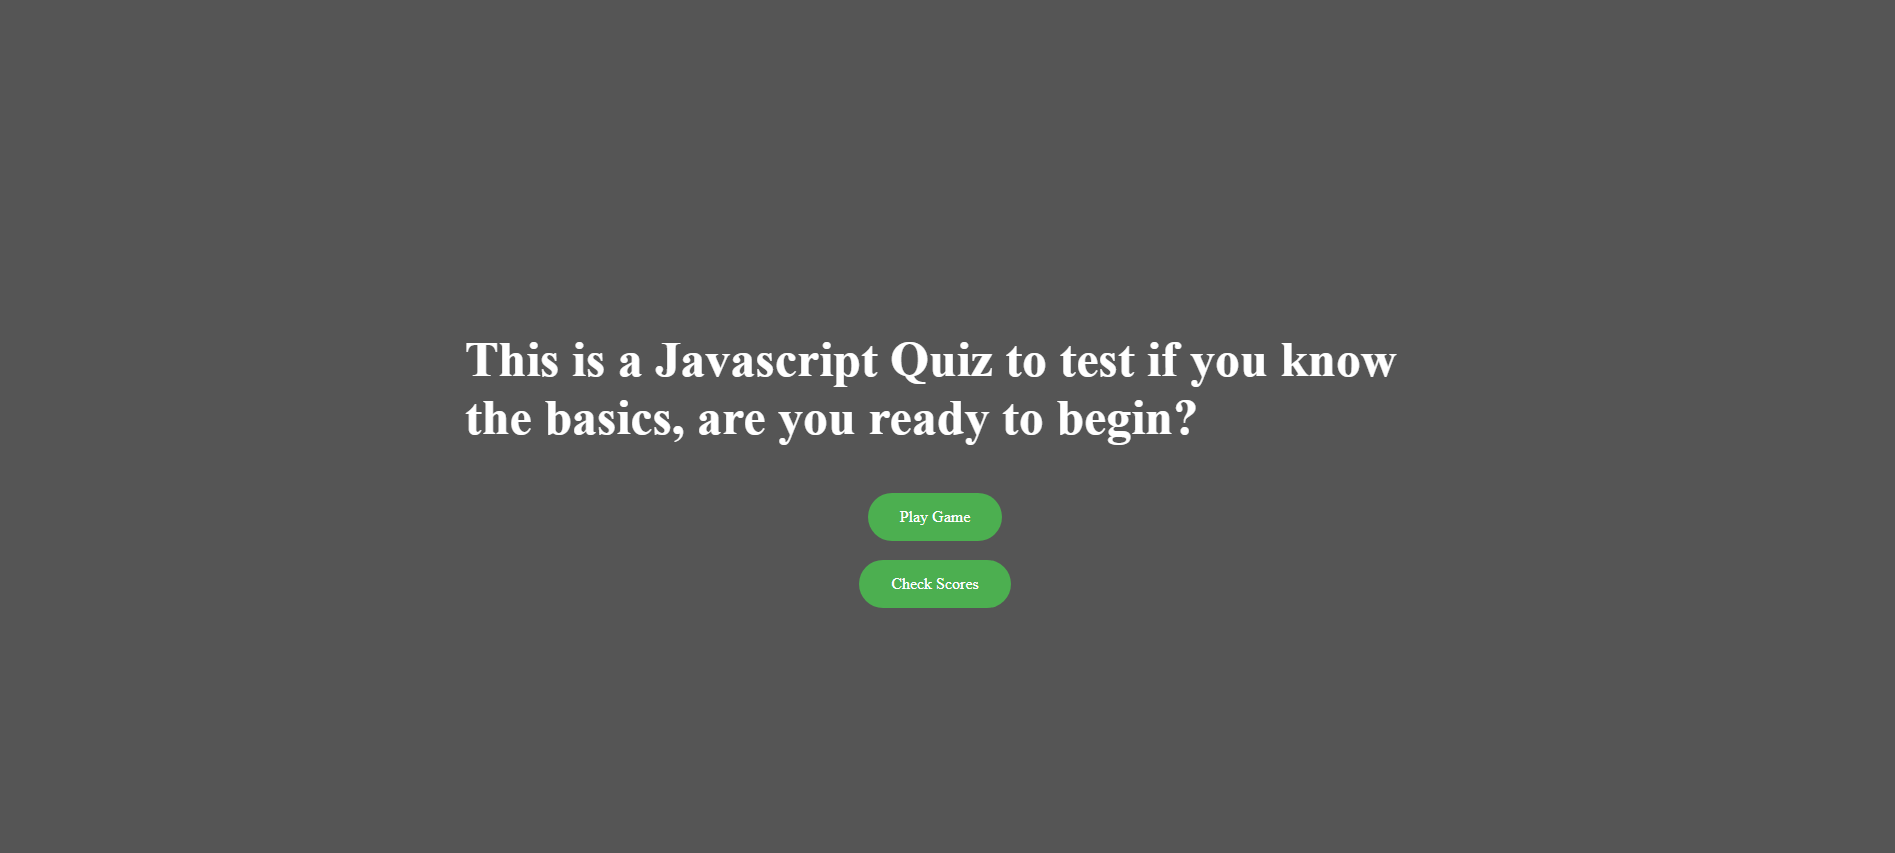 This is a Javascript Quiz to test if you know
the basics, are you ready to begin?
Play Game
Check Scores